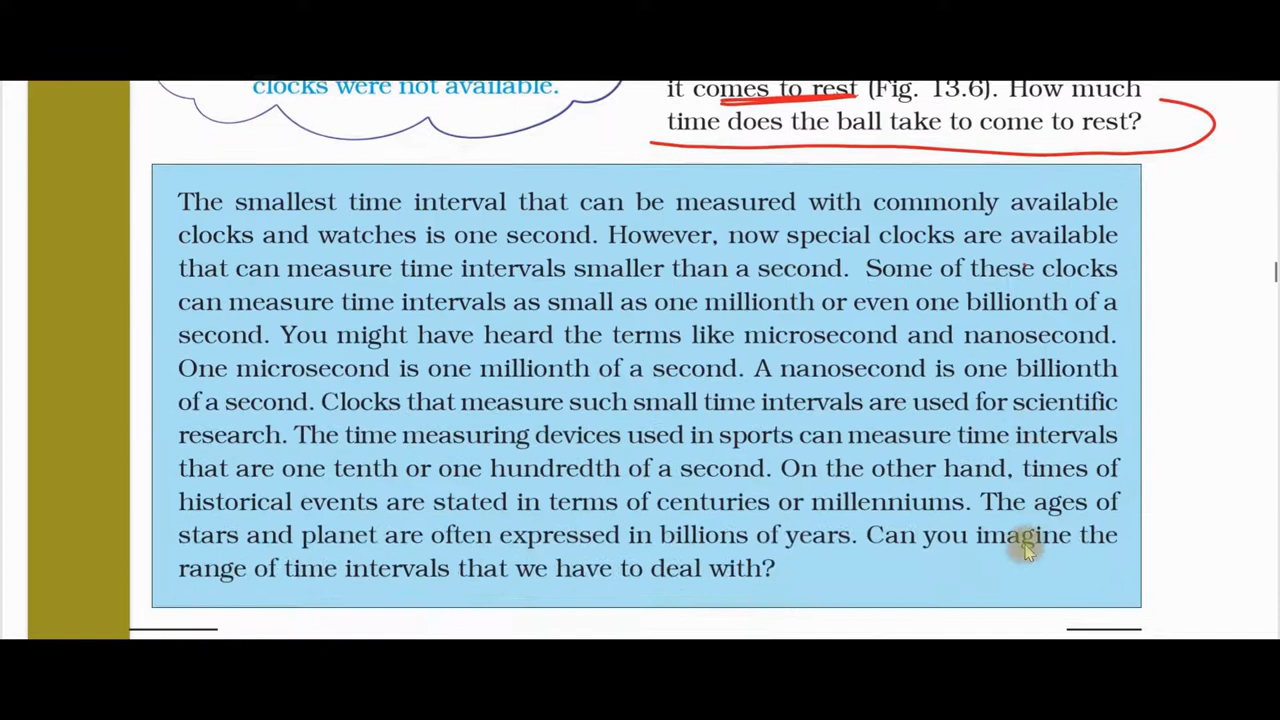 clocks were not available.
it comes to rest (Fig. 13.6). How much
time does the ball take to come to rest?
The smallest time interval that can be measured with commonly available
clocks and watches is one second. However, now special clocks are available
that can measure time intervals smaller than a second. Some of these clocks
can measure time intervals as small as one millionth or even one billionth of a
second. You might have heard the terms like microsecond and nanosecond.
One microsecond is one millionth of a second. A nanosecond is one billionth
of a second. Clocks that measure such small time intervals are used for scientific
research. The time measuring devices used in sports can measure time intervals
that are one tenth or one hundredth of a second. On the other hand, times of
historical events are stated in terms of centuries or millenniums. The ages of
stars and planet are often expressed in billions of years. Can you imagine the
range of time intervals that we have to deal with?